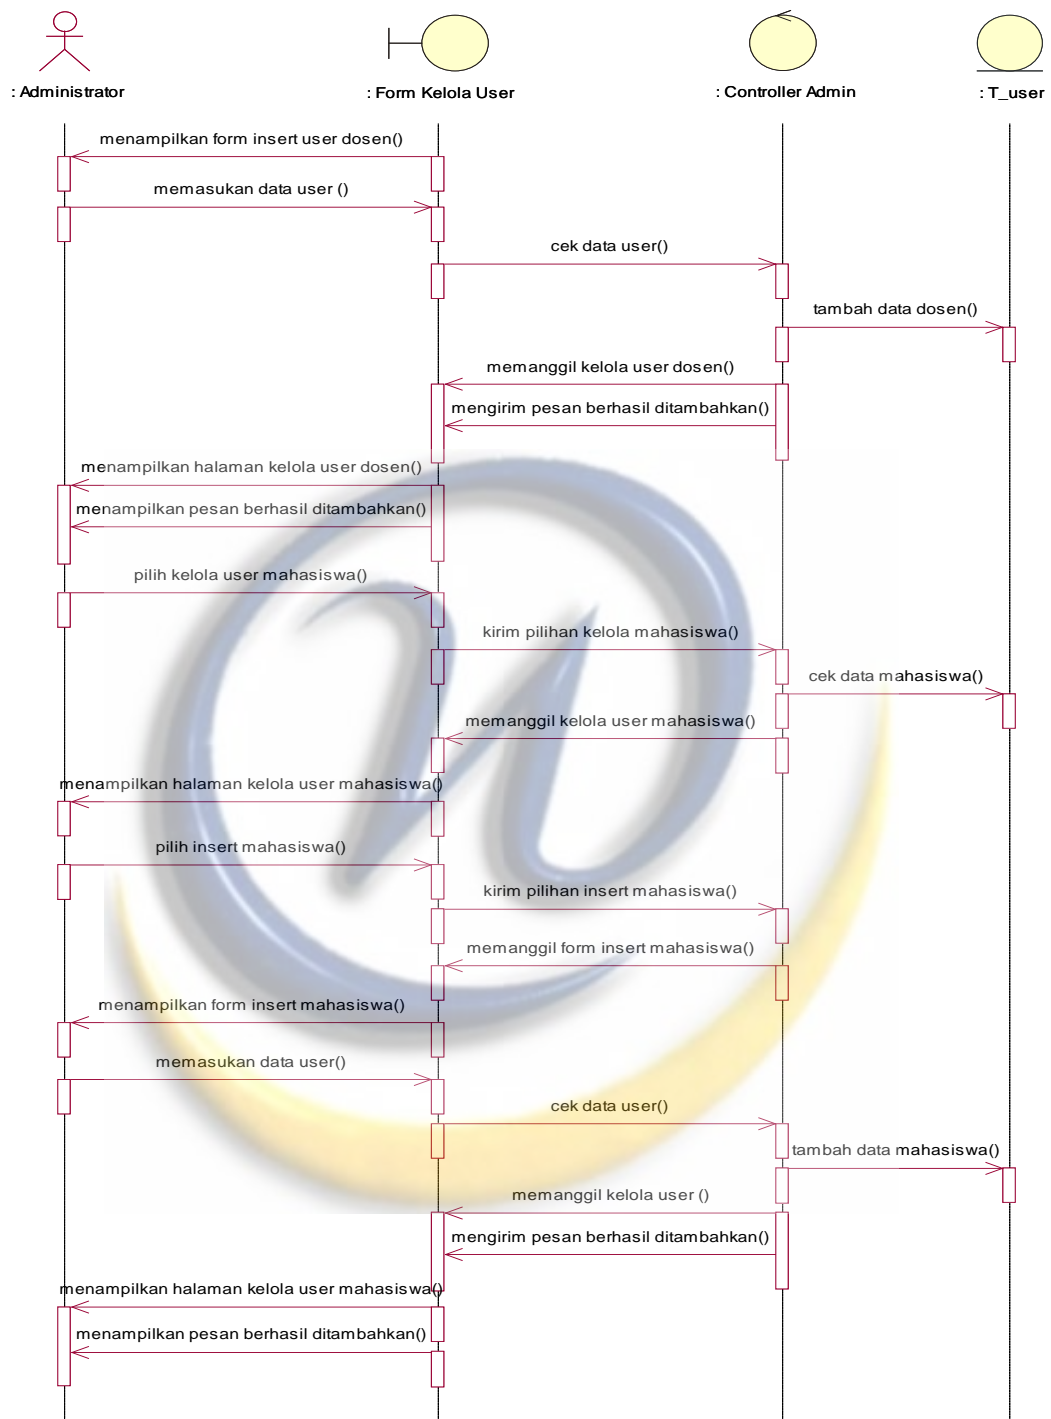 : Administrator
: Form Kelola User
: Controller Admin
: T_user
menampilkan form insert user dosen()
memasukan data user ()
cek data user()
tambah data dosen()
memanggil kelola user dosen()
mengirim pesan berhasil ditambahkan()
menampilkan halaman kelola user dosen()
menampilkan pesan berhasil ditambahkan()
pilih kelola user mahasiswa()
kirim pilihan kelola mahasiswa()
cek data mahasiswa()
memanggil kelola user mahasiswa()
menampilkan halaman kelola user mahasiswa()
pilih insert mahasiswa()
kirim pilihan insert mahasiswa()
memanggil form insert mahasiswa()
menampilkan form insert mahasiswa()
memasukan data user()
cek data user()
tambah data mahasiswa()
memanggil kelola user ()
mengirim pesan berhasil ditambahkan()
menampilkan halaman kelola user mahasiswa()
menampilkan pesan berhasil ditambahkan()